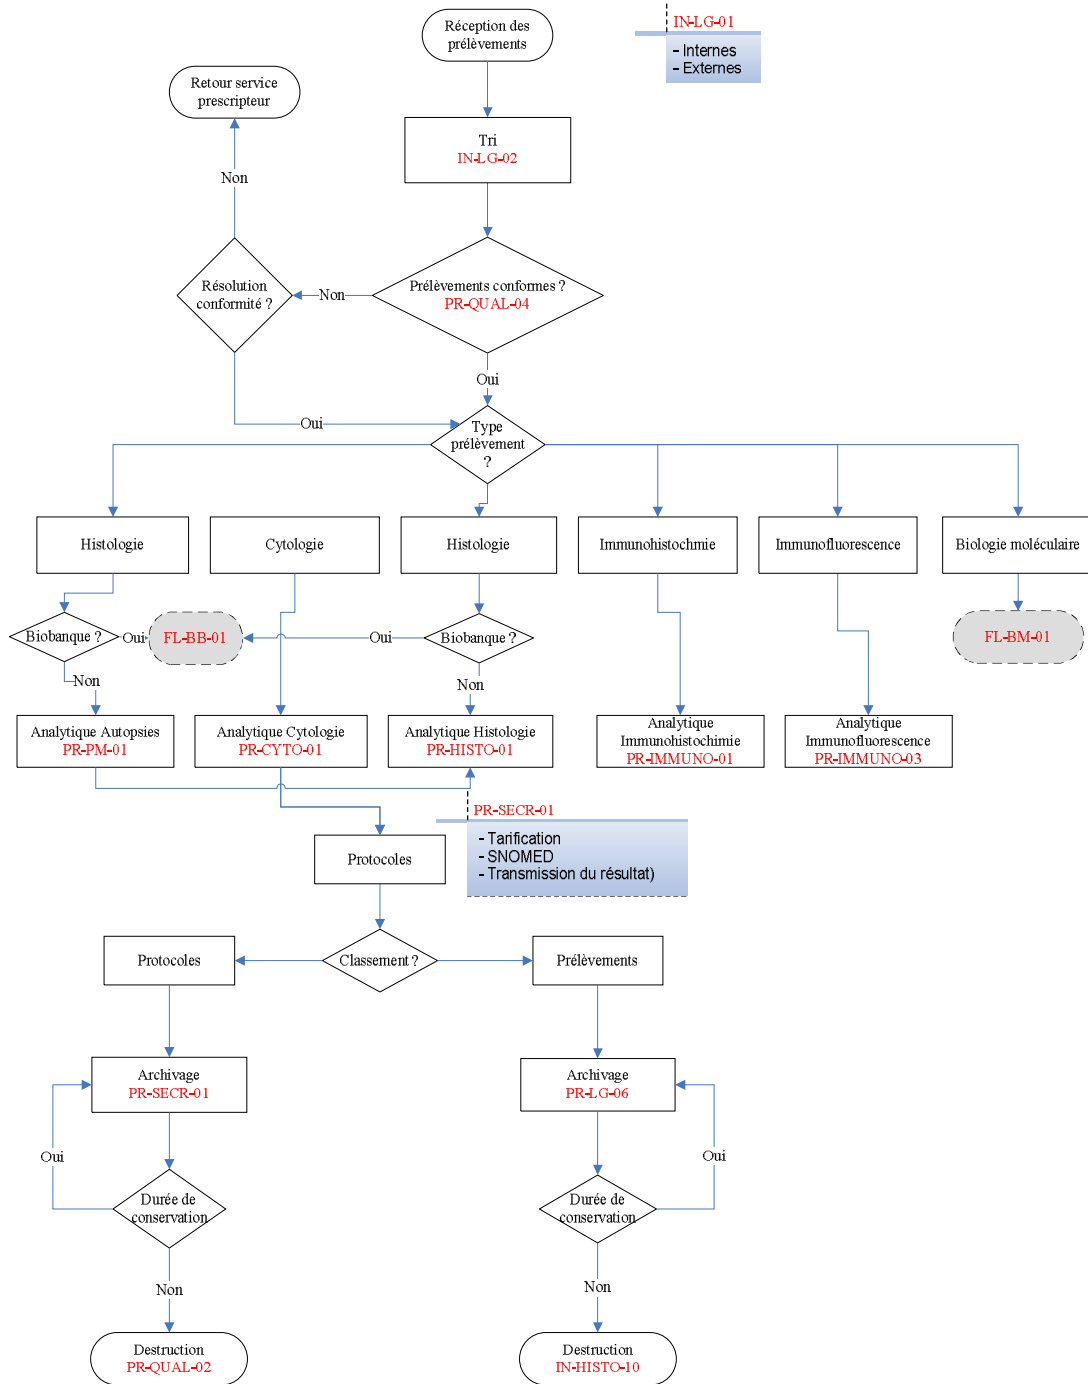 Réception des
prélèvements
IN-LG-01
- Internes
- Externes
Retour service
prescripteur
Tri
IN-LG-02
Non
Résolution
conformité ?
Non
Prélèvements conformes ?
PR-QUAL-04
Oui
Oui
Type
prélèvement
?
Histologie
Cytologie
Histologie
Immunohistochmie
Immunofluorescence
Biologie moléculaire
Biobanque ?
Oui
FL-BB-01
Oui
Biobanque ?
FL-BM-01
Non
Non
Analytique Autopsies
PR-PM-01
Analytique Cytologie
PR-CYTO-01
Analytique Histologie
PR-HISTO-01
Analytique
Immunohistochimie
PR-IMMUNO-01
Analytique
Immunofluorescence
PR-IMMUNO-03
PR-SECR-01
- Tarification
- SNOMED
- Transmission du résultat)
Protocoles
Protocoles
Classement ?
Prélèvements
Archivage
PR-SECR-01
Archivage
PR-LG-06
Oui
Oui
Durée de
conservation
Durée de
conservation
Non
Non
Destruction
PR-QUAL-02
Destruction
IN-HISTO-10